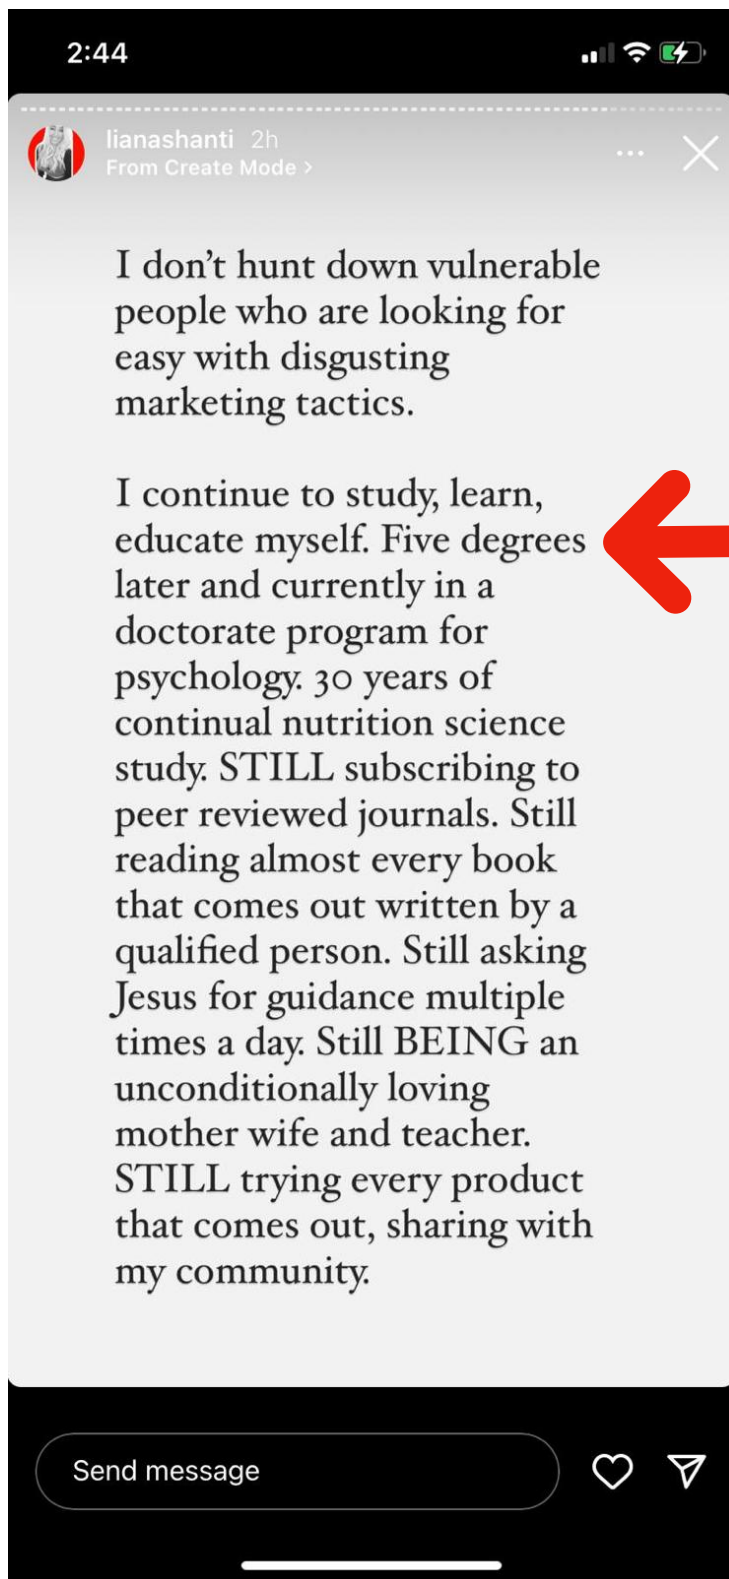 2:44
lianashanti 2h
From Create Mode >
I don’t hunt down vulnerable
people who are looking for
easy with disgusting
marketing tactics.
I continue to study, learn,
educate myself. Five degrees
later and currently in a
doctorate program for
psychology. 30 years of
continual nutrition science
study. STILL subscribing to
peer reviewed journals. Still
reading almost every book
that comes out written by a
qualified person. Still asking
Jesus for guidance multiple
times a day. Still BEING an
unconditionally loving
mother wife and teacher.
STILL trying every product
that comes out, sharing with
my community.
Send message